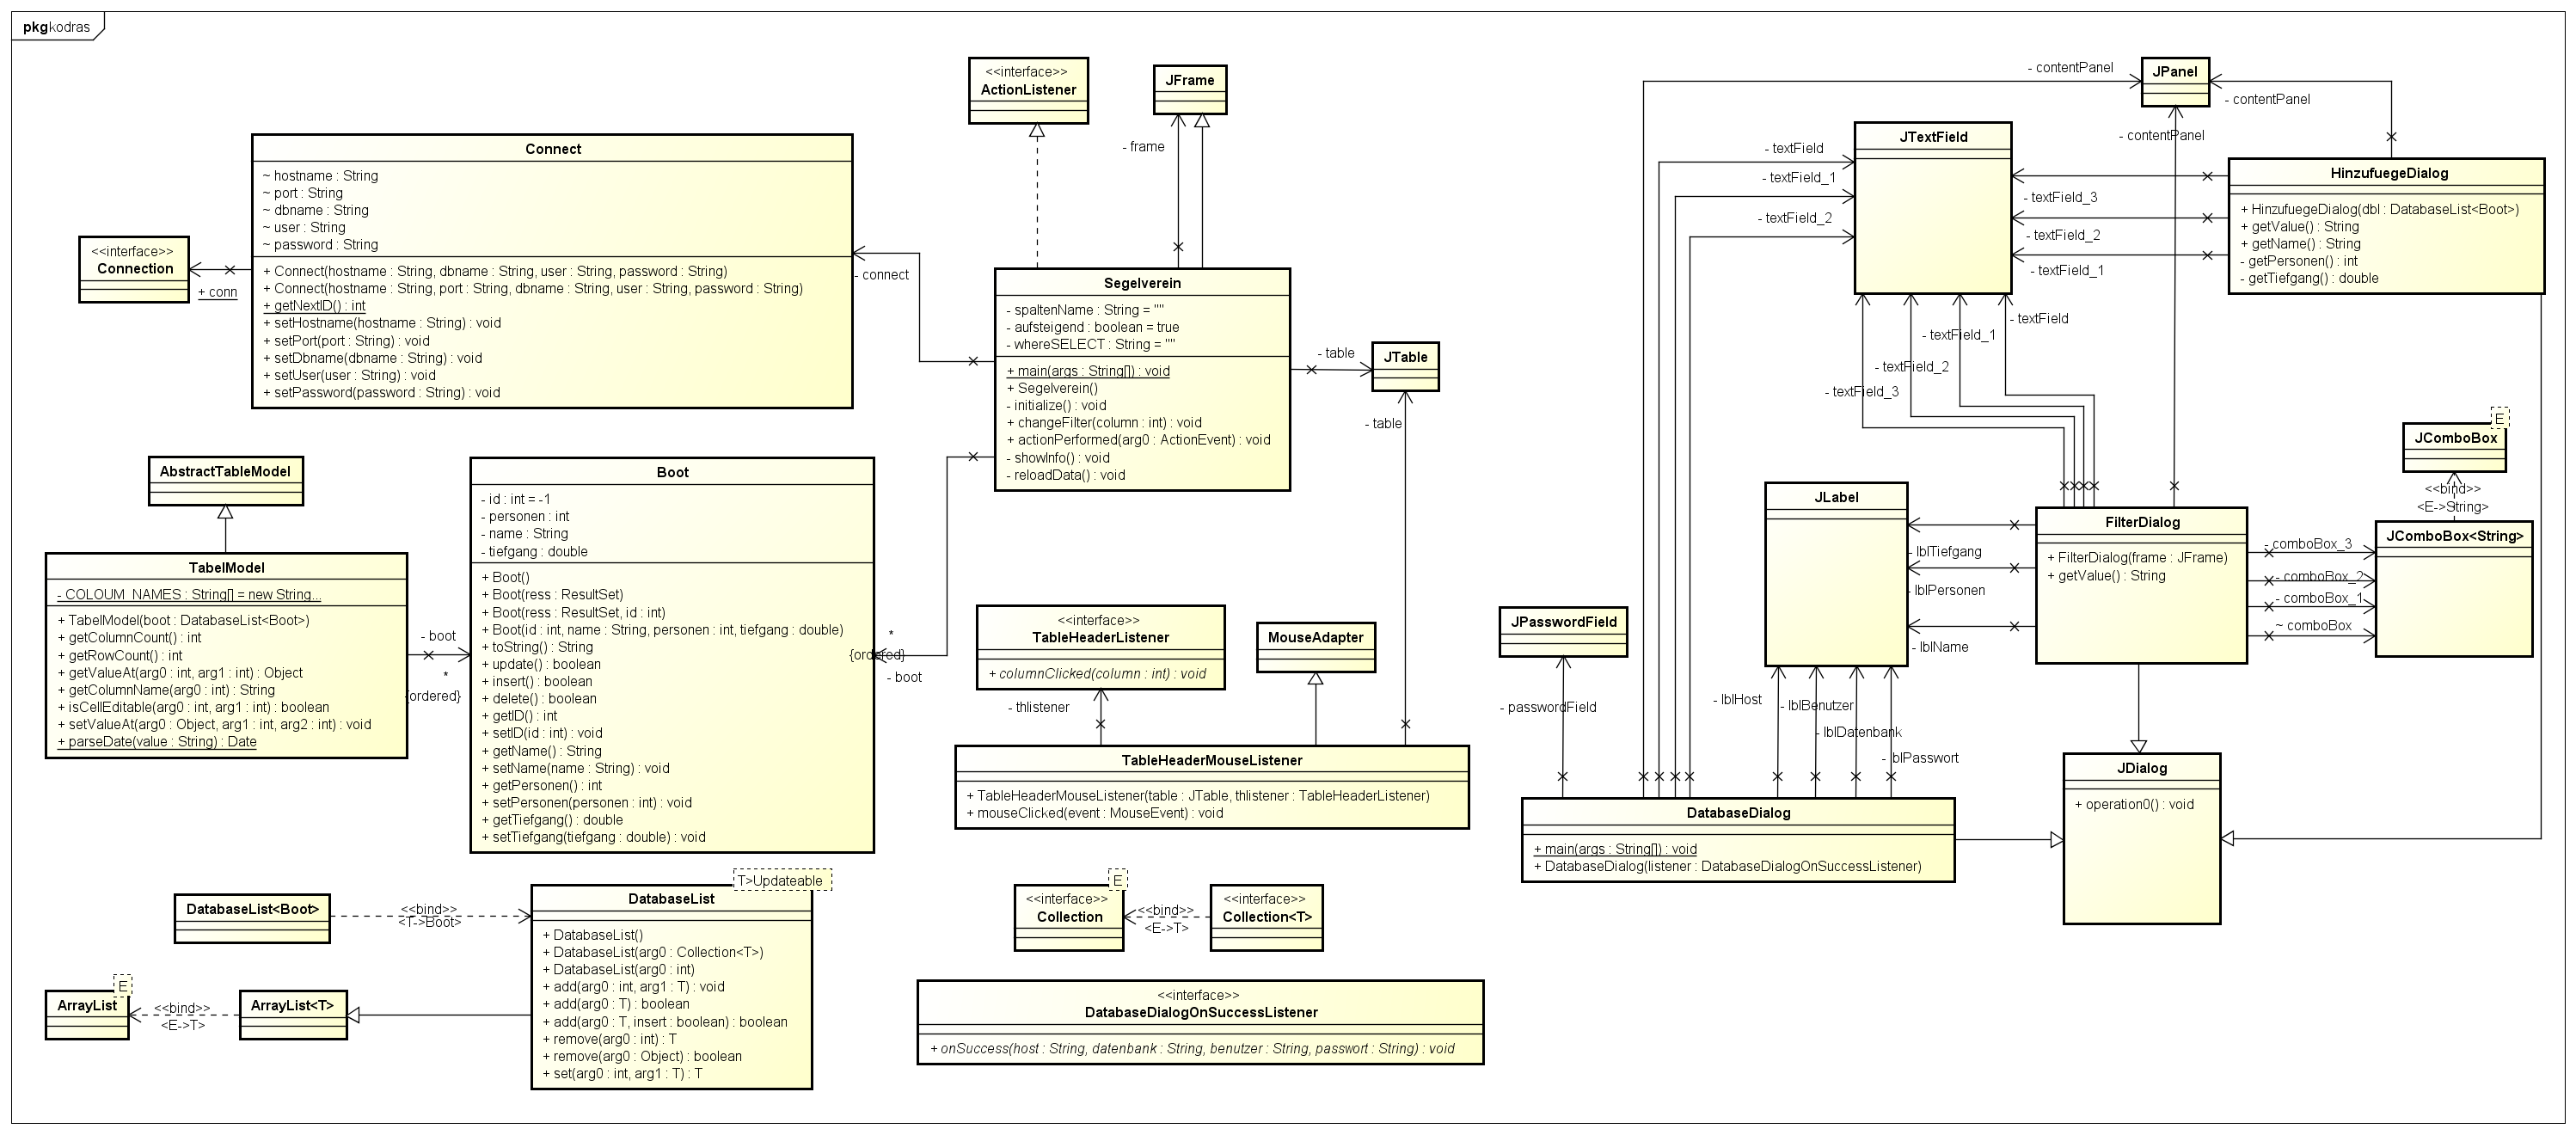 pkg kodras
<<interface>>
ActionListener
JFrame
- frame
Connect
~ hostname : String
~ port : String
~ dbname : String
~ user : String
~ password : String
+ Connect(hostname : String, dbname : String, user : String, password : String)
+ Connect(hostname : String, port : String, dbname : String, user : String, password : String)
+ getNextID() : int
+ setHostname(hostname : String) : void
+ setPort(port : String) : void
+ setDbname(dbname : String) : void
+ setUser(user : String) : void
+ setPassword(password : String) : void
<<interface>>
Connection
+ conn
- connect
Segelverein
- spaltenName : String = ""
- aufsteigend : boolean = true
- whereSELECT : String = ""
+ main(args : String[]) : void
+ Segelverein()
- initialize() : void
+ changeFilter(column : int) : void
+ actionPerformed(arg0 : ActionEvent) : void
- showInfo() : void
- reloadData() : void
- table
JTable
- table
AbstractTableModel
TabelModel
- COLOUM_NAMES : String[] = new String...
+ TabelModel(boot : DatabaseList<Boot>)
+ getColumnCount() : int
+ getRowCount() : int
+ getValueAt(arg0 : int, arg1 : int) : Object
+ getColumnName(arg0 : int) : String
+ isCellEditable(arg0 : int, arg1 : int) : boolean
+ setValueAt(arg0 : Object, arg1 : int, arg2 : int) : void
+ parseDate(value : String) : Date
- boot
*
{ordered}
Boot
- id : int = -1
- personen : int
- name : String
- tiefgang : double
+ Boot()
+ Boot(ress : ResultSet)
+ Boot(ress : ResultSet, id : int)
+ Boot(id : int, name : String, personen : int, tiefgang : double)
+ toString() : String
+ update() : boolean
+ insert() : boolean
+ delete() : boolean
+ getID() : int
+ setID(id : int) : void
+ getName() : String
+ setName(name : String) : void
+ getPersonen() : int
+ setPersonen(personen : int) : void
+ getTiefgang() : double
+ setTiefgang(tiefgang : double) : void
*
{ordered}
- boot
<<interface>>
TableHeaderListener
+ columnClicked(column : int) : void
MouseAdapter
- thlistener
TableHeaderMouseListener
+ TableHeaderMouseListener(table : JTable, thlistener : TableHeaderListener)
+ mouseClicked(event : MouseEvent) : void
DatabaseList<Boot>
<<bind>>
<T->Boot>
T>Updateable
DatabaseList
+ DatabaseList()
+ DatabaseList(arg0 : Collection<T>)
+ DatabaseList(arg0 : int)
+ add(arg0 : int, arg1 : T) : void
+ add(arg0 : T) : boolean
+ add(arg0 : T, insert : boolean) : boolean
+ remove(arg0 : int) : T
+ remove(arg0 : Object) : boolean
+ set(arg0 : int, arg1 : T) : T
E
ArrayList
<<bind>>
<E->T>
ArrayList<T>
E
<<interface>>
Collection
<<bind>>
<E->T>
<<interface>>
Collection<T>
<<interface>>
DatabaseDialogOnSuccessListener
+ onSuccess(host : String, datenbank : String, benutzer : String, passwort : String) : void
- contentPanel
JPanel
- contentPanel
- contentPanel
JTextField
- textField
- textField_1
- textField_2
- textField_3
- textField_2
- textField_1
HinzufuegeDialog
+ HinzufuegeDialog(dbl : DatabaseList<Boot>)
+ getValue() : String
+ getName() : String
- getPersonen() : int
- getTiefgang() : double
- textField
- textField_1
- textField_2
- textField_3
E
JComboBox
<<bind>>
<E->String>
JComboBox<String>
- comboBox_3
- comboBox_2
- comboBox_1
~ comboBox
JLabel
- lblTiefgang
- lblPersonen
- lblName
FilterDialog
+ FilterDialog(frame : JFrame)
+ getValue() : String
JPasswordField
- passwordField
- lblHost
- lblBenutzer
- lblDatenbank
- lblPasswort
DatabaseDialog
+ main(args : String[]) : void
+ DatabaseDialog(listener : DatabaseDialogOnSuccessListener)
JDialog
+ operation0() : void